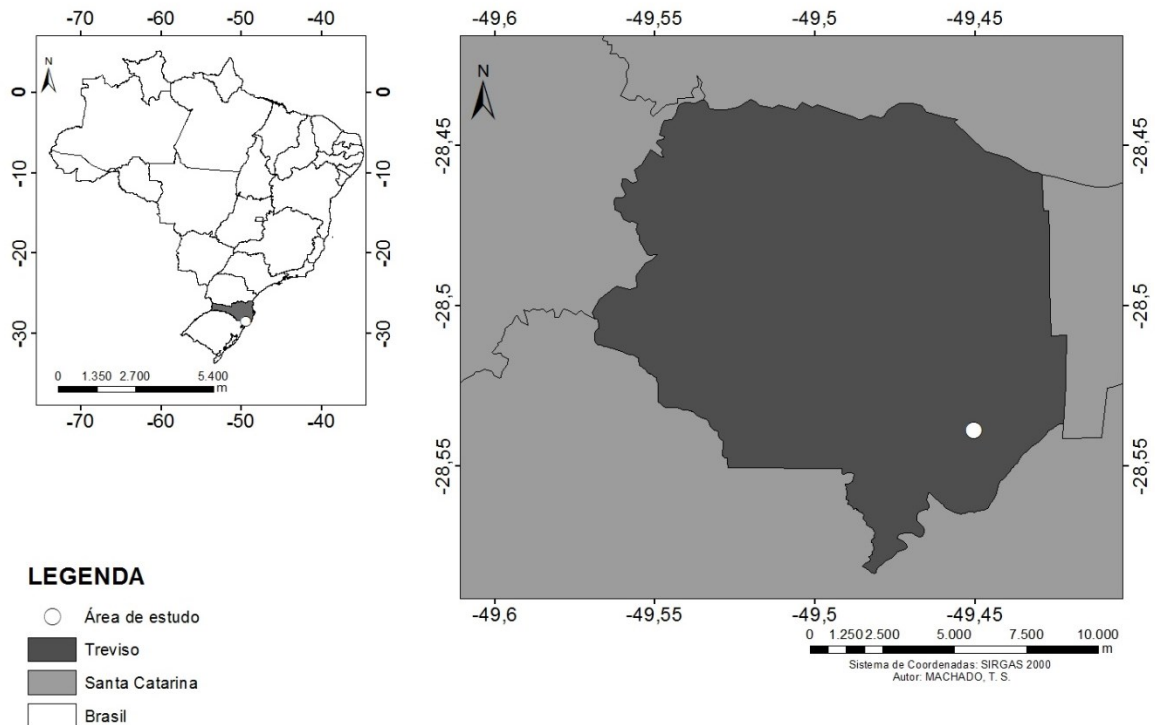 -70 -60 -50 -40
N
0 0
-10 -10
-20 -20
-30 -30
0 1.350 2.700 5.400
m
-70 -60 -50 -40
-49,6 -49,55 -49,5 -49,45
N
-28,45 -28,45
-28,5 -28,5
-28,55 -28,55
-49,6 -49,55 -49,5 -49,45
0 1.250 2.500 5.000 7.500 10.000
m
Sistema de Coordenadas: SIRGAS 2000
Autor: MACHADO, T. S.
LEGENDA
Área de estudo
Treviso
Santa Catarina
Brasil